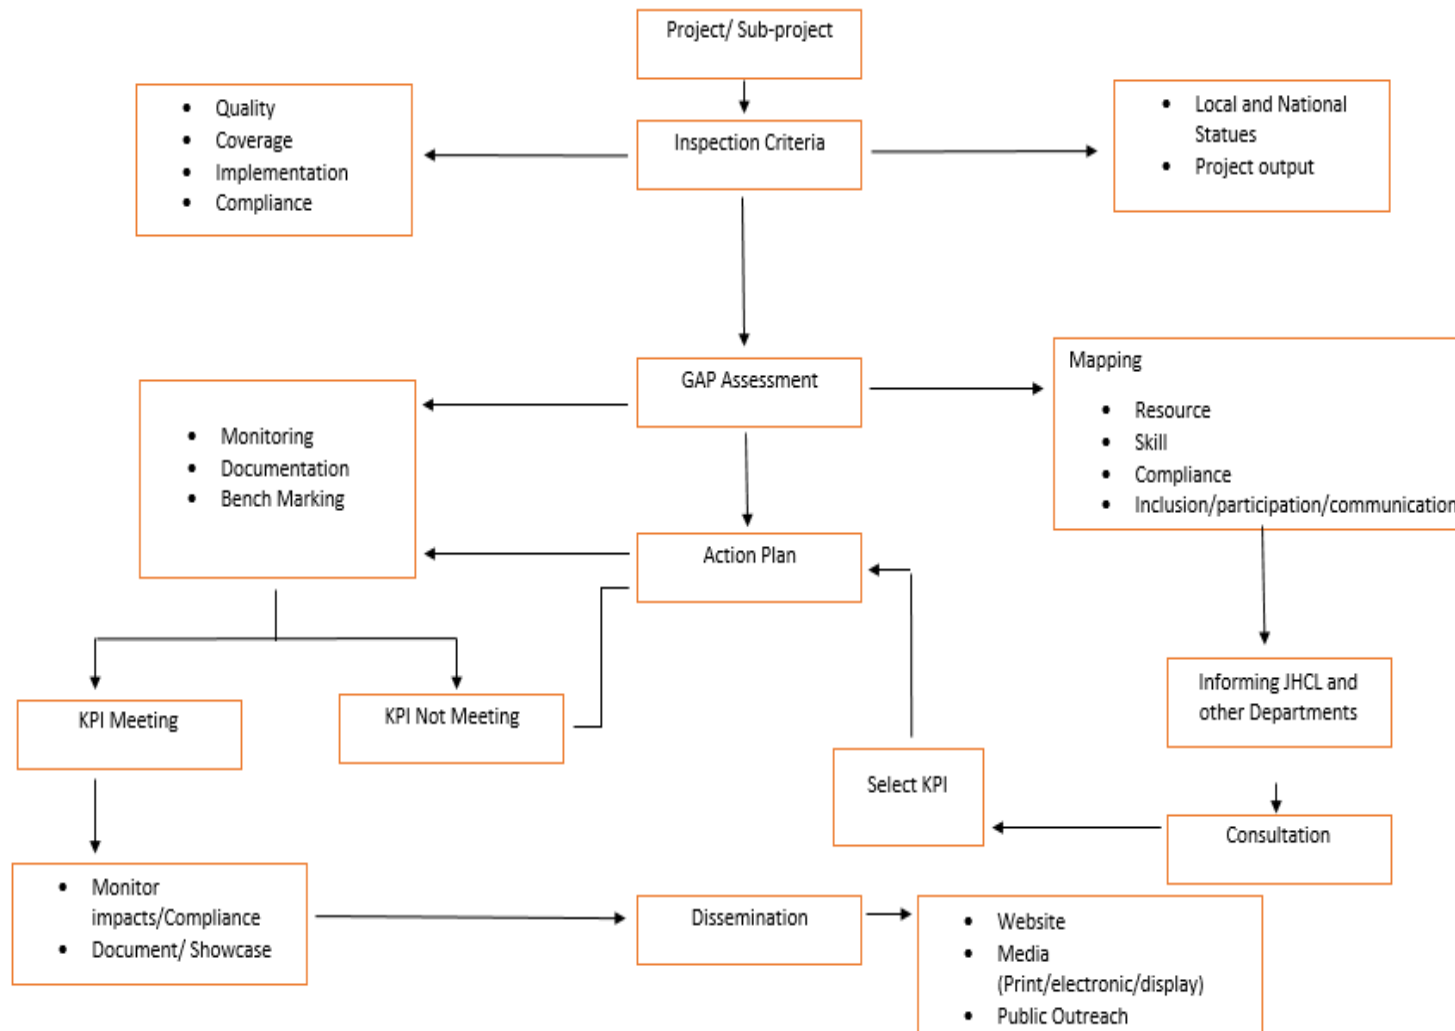 Project/ Sub-project
• Quality
• Coverage
• Implementation
• Compliance
Inspection Criteria
• Local and National
Statues
• Project output
GAP Assessment
Mapping
• Resource
• Skill
• Compliance
• Inclusion/participation/communication
• Monitoring
• Documentation
• Bench Marking
Action Plan
KPI Meeting
KPI Not Meeting
Informing JHCL and
other Departments
Select KPI
Consultation
• Monitor
impacts/Compliance
• Document/ Showcase
Dissemination
• Website
• Media
(Print/electronic/display)
• Public Outreach